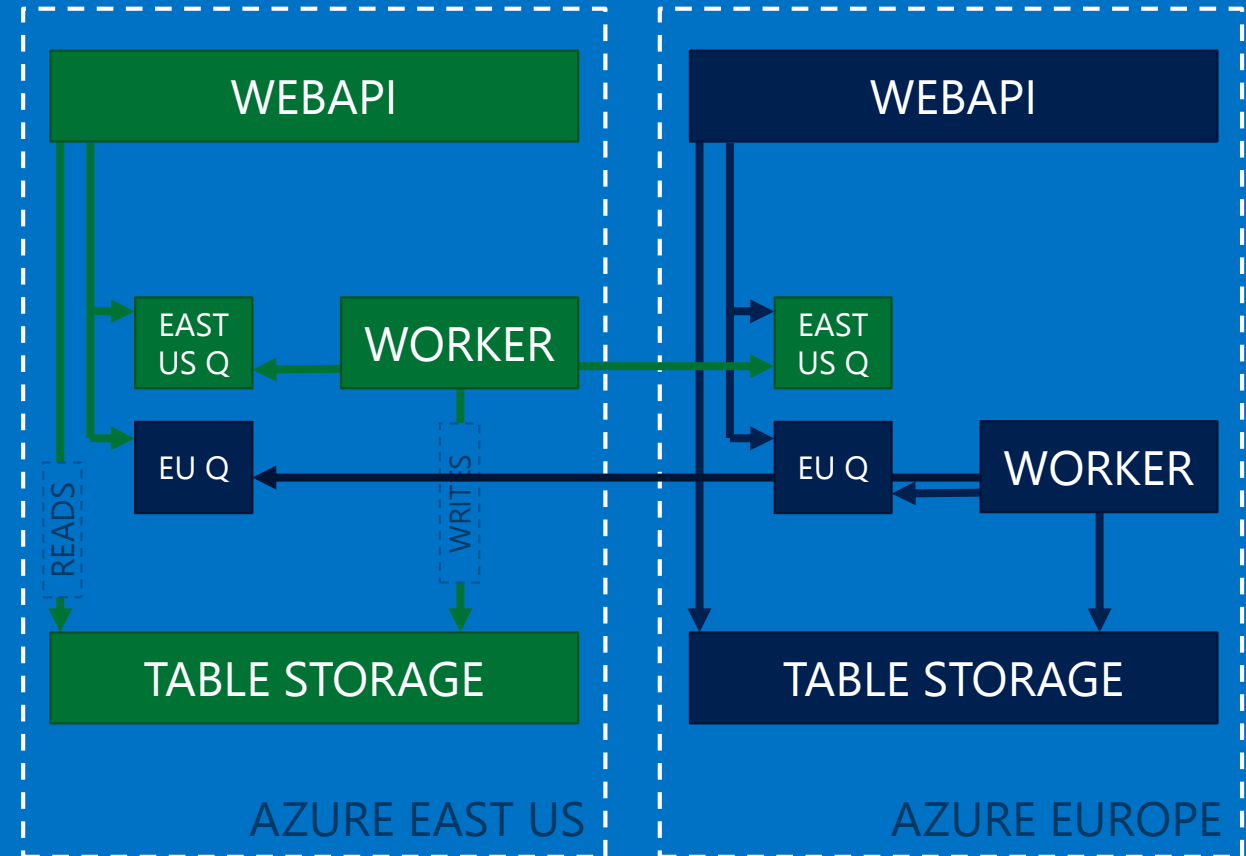 WEBAPI
EAST
US Q
WORKER
EU Q
READS
WRITES
TABLE STORAGE
AZURE EAST US
WEBAPI
EAST
US Q
EU Q
WORKER
TABLE STORAGE
AZURE EUROPE